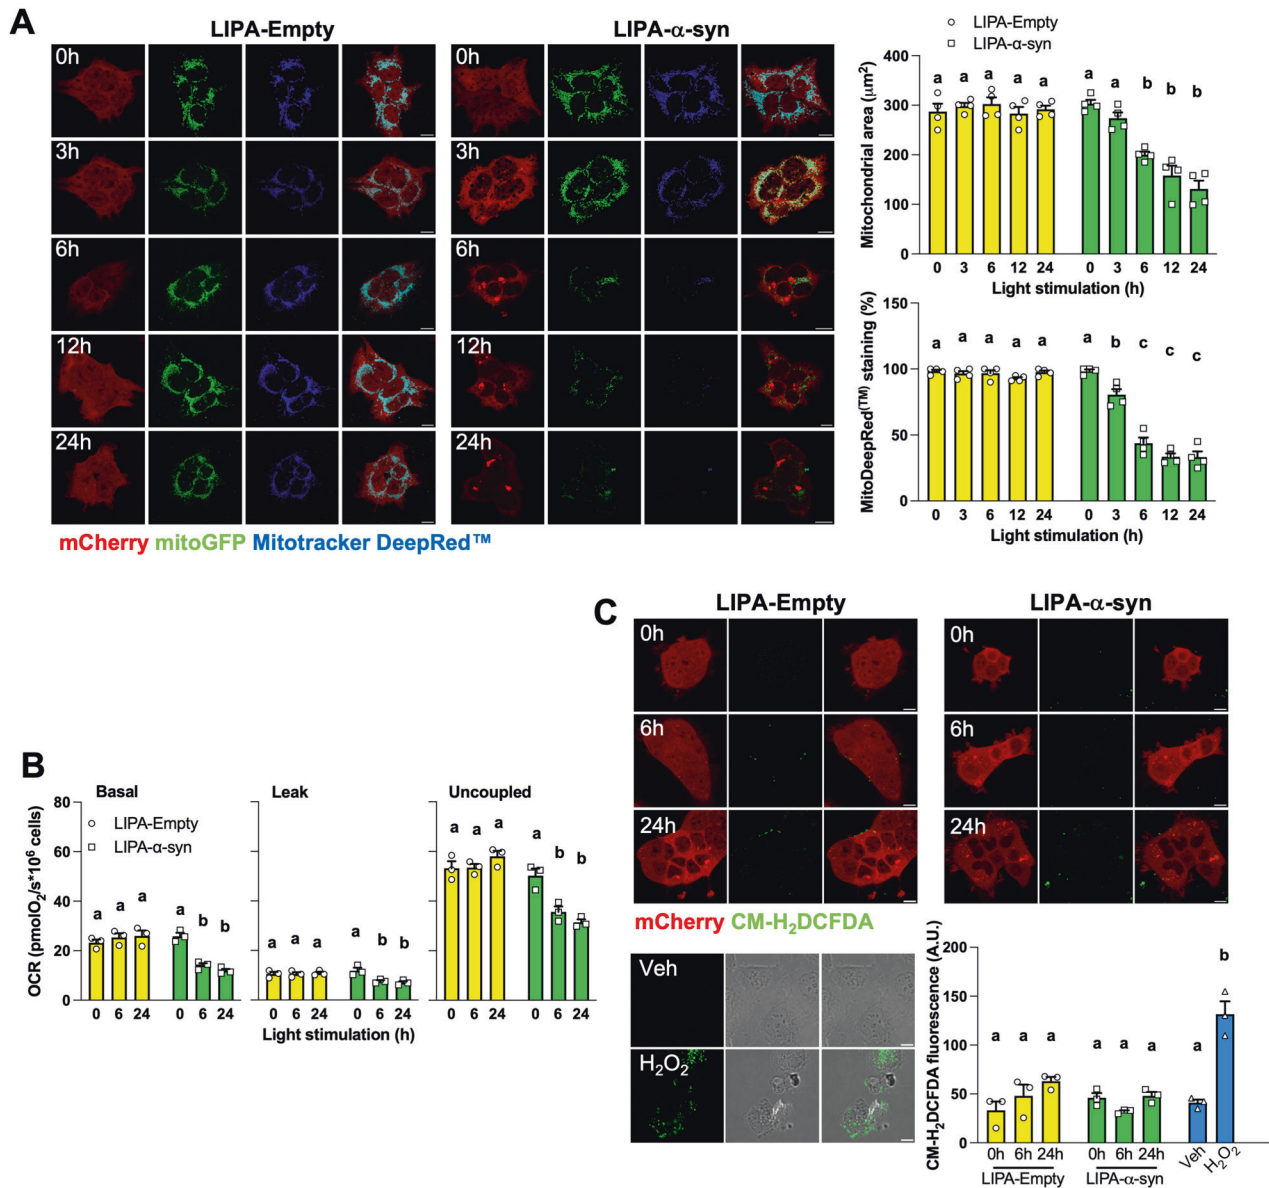 A
LIPA-Empty
LIPA-α-syn
0h
3h
6h
12h
24h
0h
3h
6h
12h
24h
mCherry mitoGFP Mitotracker DeepRed™
LIPA-Empty
LIPA-α-syn
Mitochondrial area (μm²)
400
300
200
100
0
a a a a a a a b b b
0 3 6 12 24 0 3 6 12 24
Light stimulation (h)
MitoDeepRed(TM) staining (%)
150
100
50
0
a a a a a a b c c c
0 3 6 12 24 0 3 6 12 24
Light stimulation (h)
B
Basal Leak Uncoupled
LIPA-Empty
LIPA-α-syn
OCR (pmolO₂/s*10⁶ cells)
80
60
40
20
0
a a a a b b
a a a a b b
a a a a b b
0 6 24 0 6 24 0 6 24 0 6 24 0 6 24 0 6 24
Light stimulation (h)
C
LIPA-Empty
LIPA-α-syn
0h
6h
24h
0h
6h
24h
mCherry CM-H₂DCFDA
Veh
H₂O₂
CM-H₂DCFDA fluorescence (A.U.)
200
150
100
50
0
a a a a a a a b
0h 6h 24h 0h 6h 24h Veh H₂O₂
LIPA-Empty LIPA-α-syn